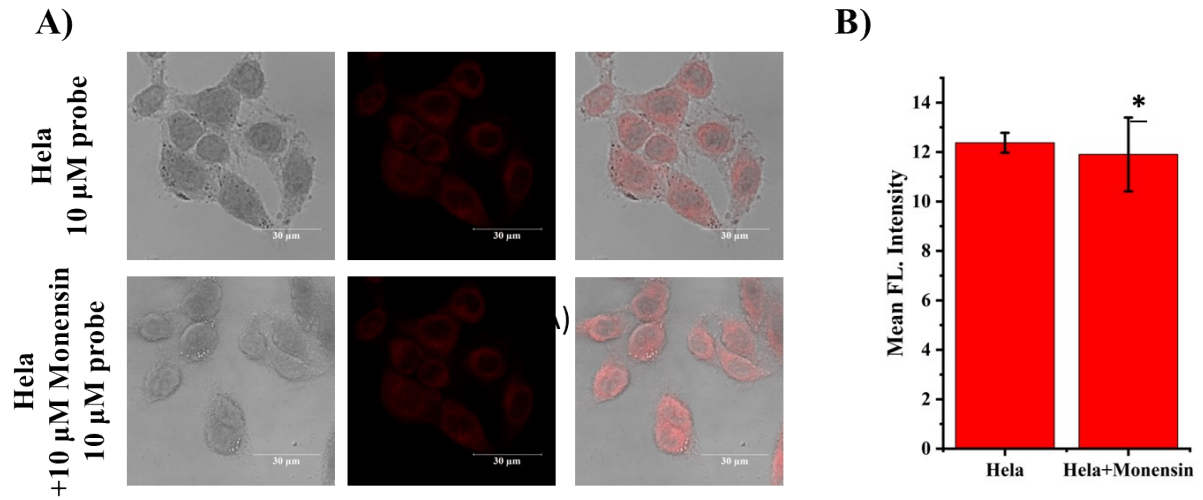 A)
B)
Hela
10 µM probe
30 µm
30 µm
30 µm
Hela
+10 µM Monensin
10 µM probe
A)
30 µm
30 µm
30 µm
Mean FL. Intensity
14
12
10
8
6
4
2
0
*
Hela
Hela+Monensin